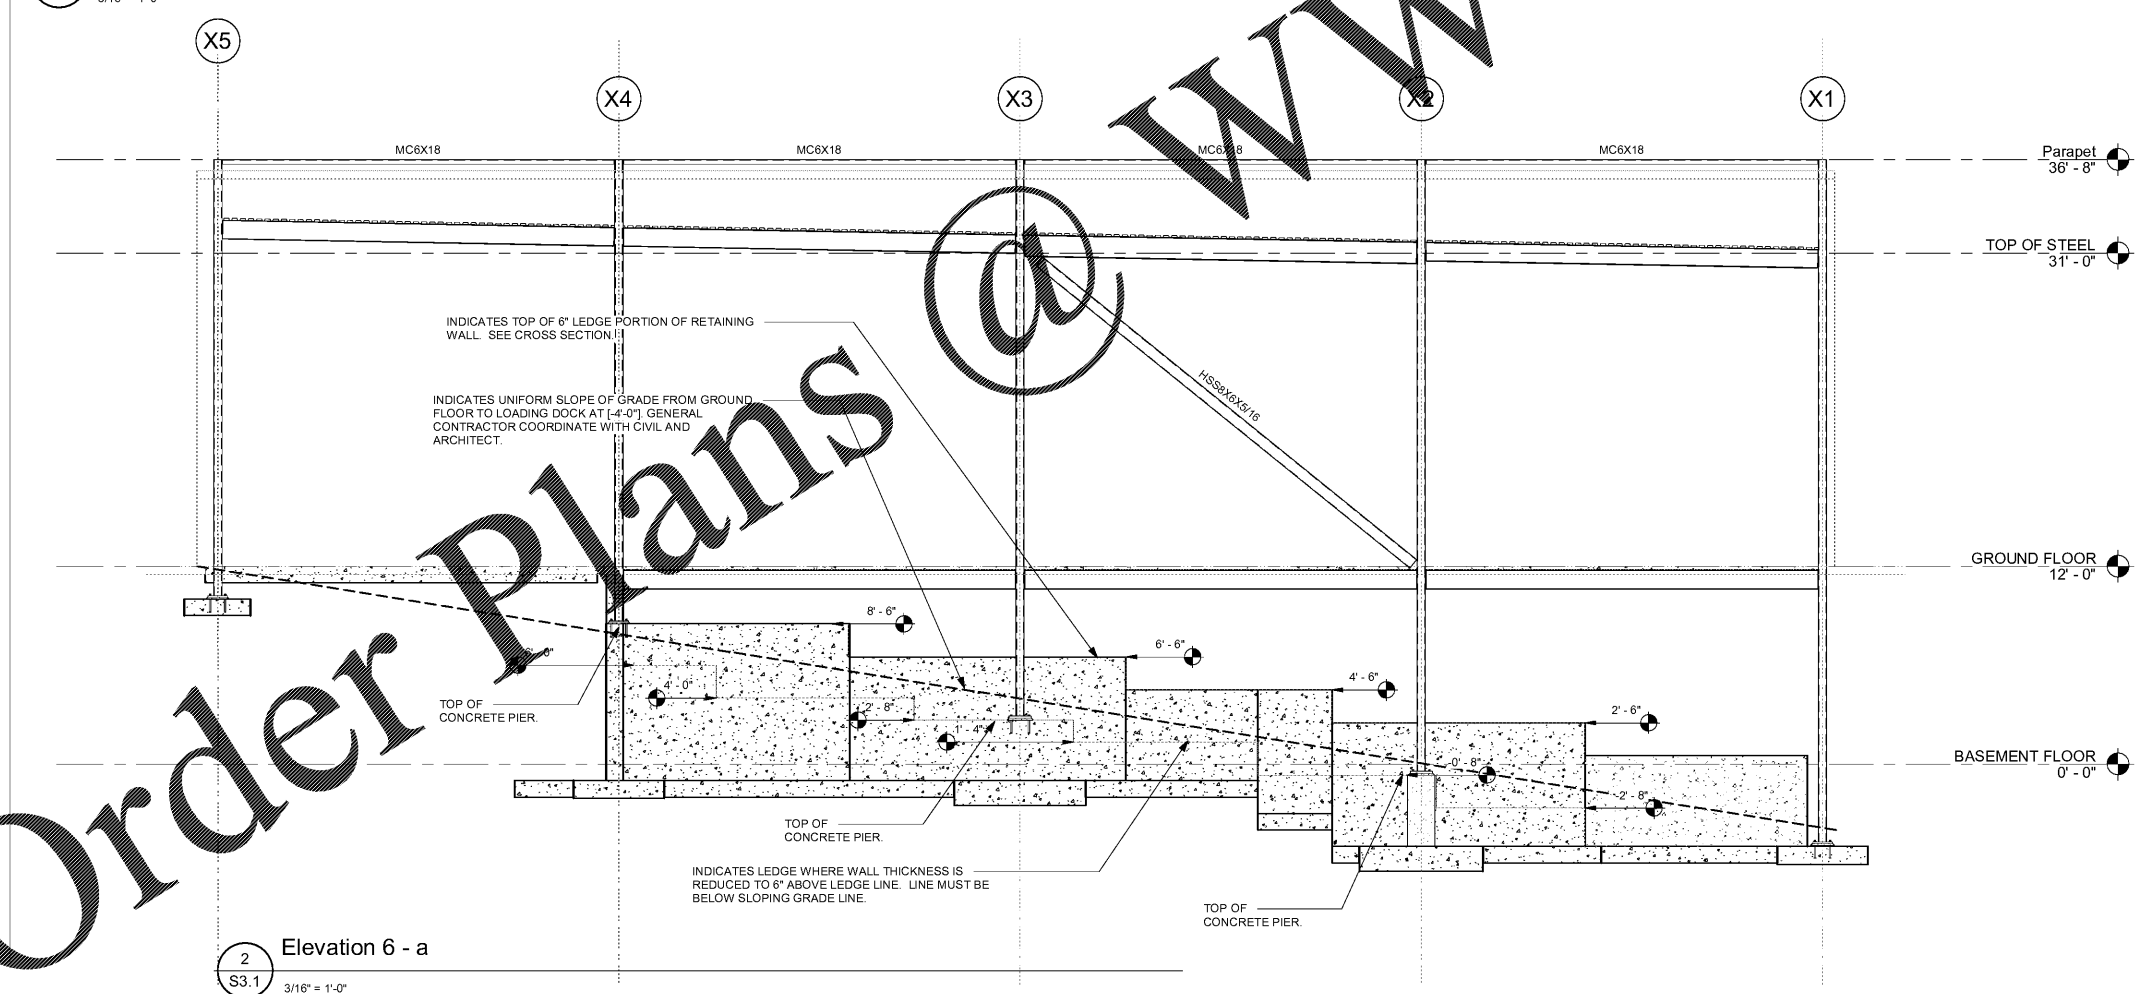 3/16" = 1'-0"
X5
X4
X3
X2
X1
MC6X18
MC6X18
MC6X18
MC6X18
Parapet
36' - 8"
TOP OF STEEL
31' - 0"
INDICATES TOP OF 6" LEDGE PORTION OF RETAINING
WALL. SEE CROSS SECTION.
HSS8X6X5/16
INDICATES UNIFORM SLOPE OF GRADE FROM GROUND
FLOOR TO LOADING DOCK AT [-4'-0"]. GENERAL
CONTRACTOR COORDINATE WITH CIVIL AND
ARCHITECT.
GROUND FLOOR
12' - 0"
8' - 6"
6' - 6"
4' - 0"
4' - 6"
2' - 8"
2' - 6"
TOP OF
CONCRETE PIER.
BASEMENT FLOOR
0' - 0"
-0' - 8"
-2' - 8"
TOP OF
CONCRETE PIER.
INDICATES LEDGE WHERE WALL THICKNESS IS
REDUCED TO 6" ABOVE LEDGE LINE. LINE MUST BE
BELOW SLOPING GRADE LINE.
TOP OF
CONCRETE PIER.
2
S3.1
Elevation 6 - a
3/16" = 1'-0"
Order Plans @ ww